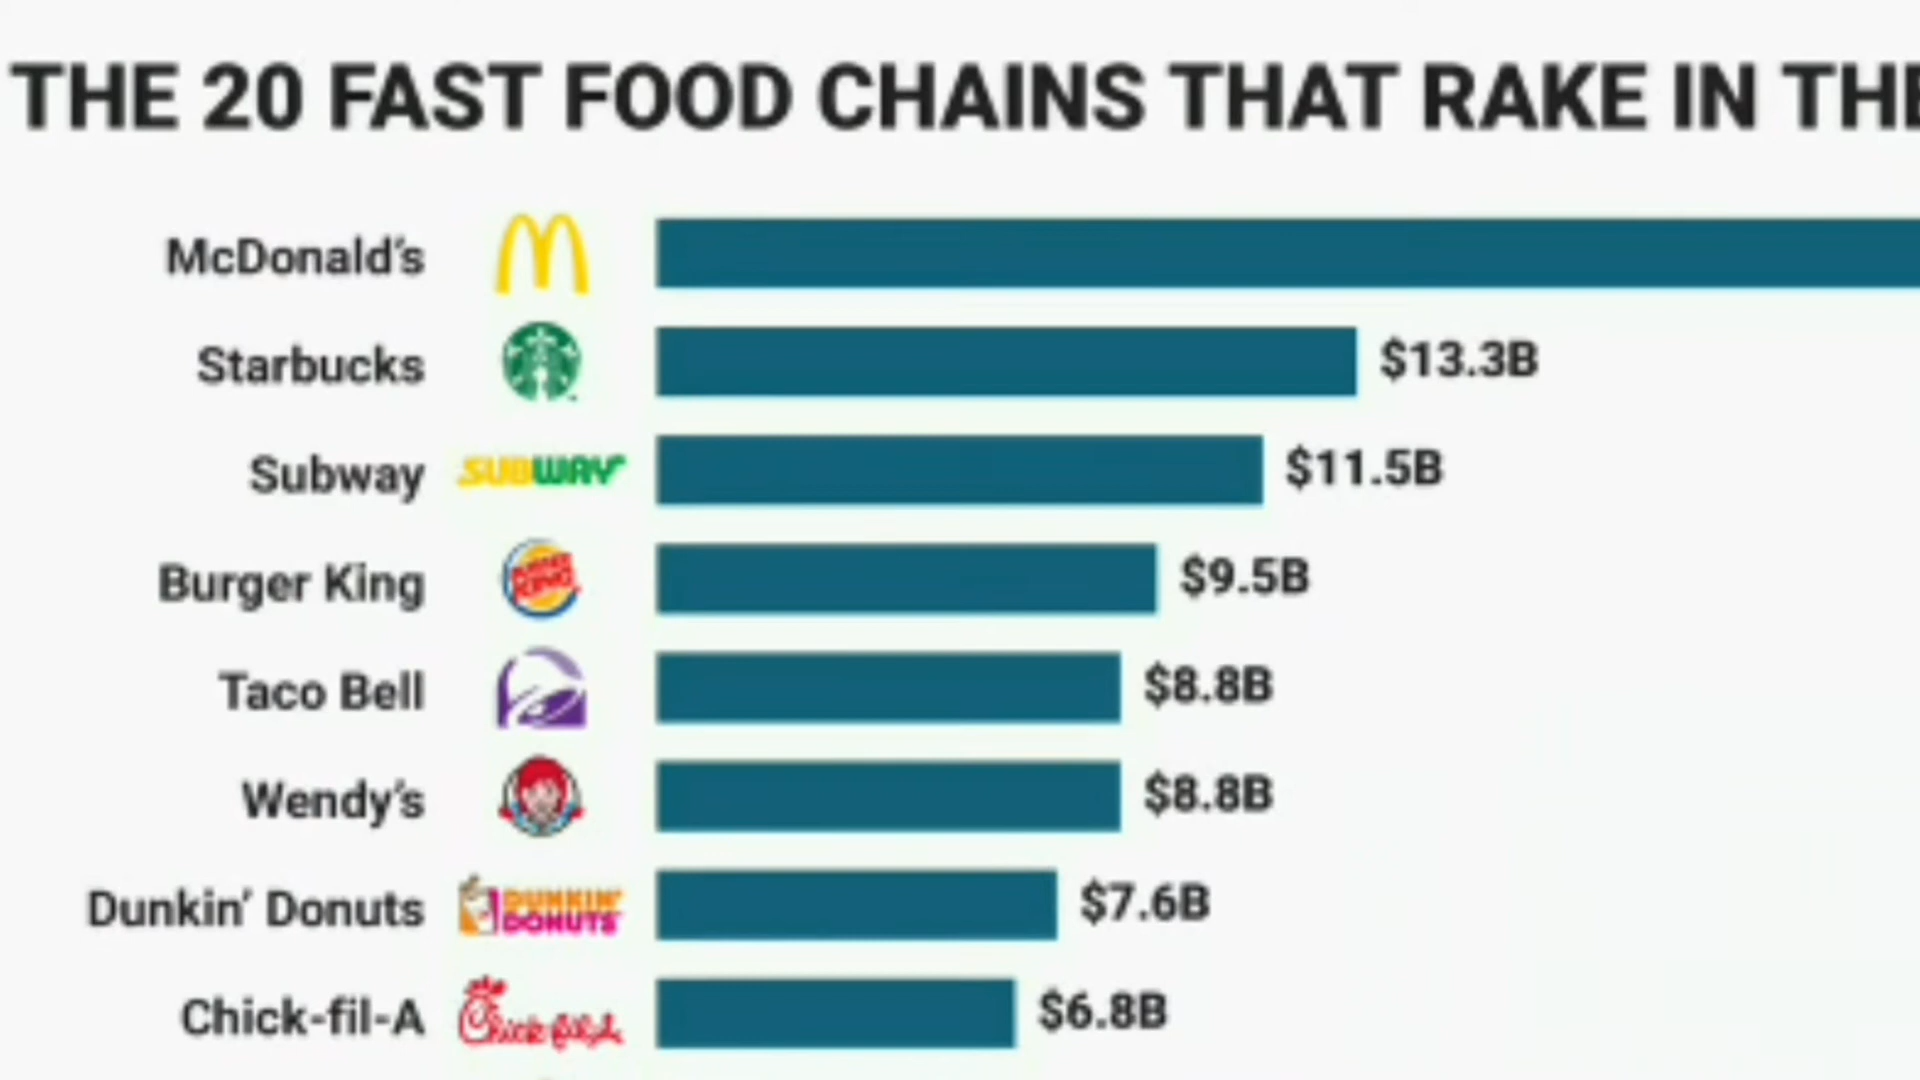 THE 20 FAST FOOD CHAINS THAT RAKE IN THE
McDonald's
Starbucks $13.3B
Subway SUBWAY $11.5B
Burger King BURGER KING $9.5B
Taco Bell $8.8B
Wendy's $8.8B
Dunkin' Donuts DUNKIN' DONUTS $7.6B
Chick-fil-A Chick-fil-A $6.8B